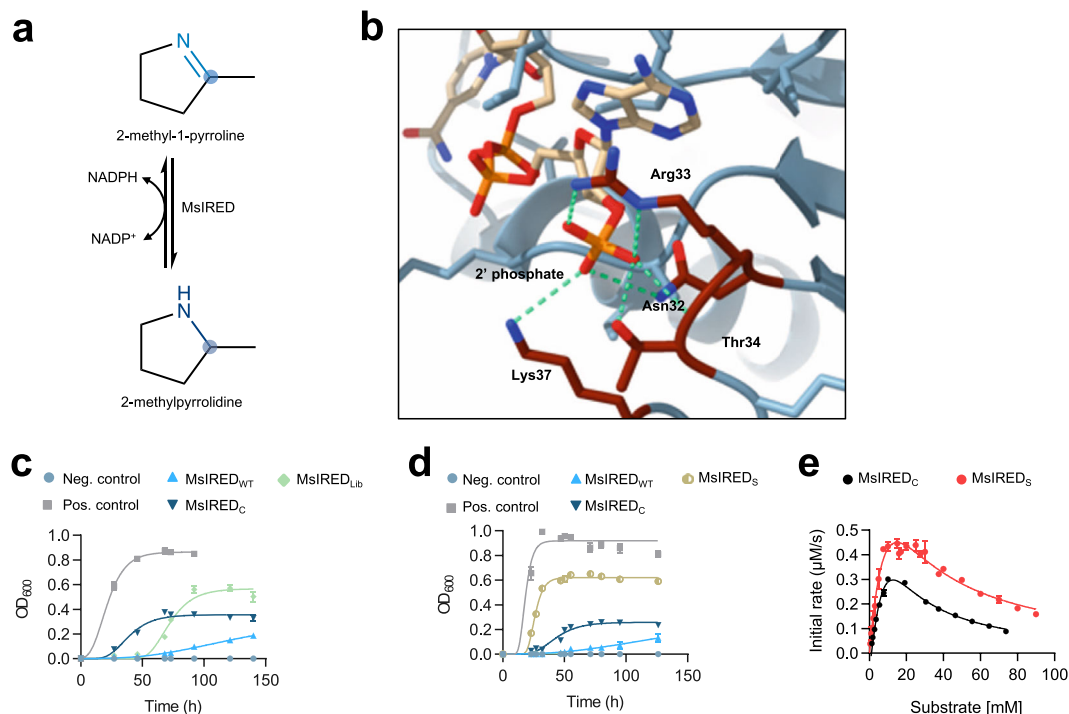 a
N
2-methyl-1-pyrroline
NADPH
MsIRED
NADP⁺
H
N
2-methylpyrrolidine
b
Arg33
2' phosphate
Asn32
Thr34
Lys37
c
Neg. control MsIRED_WT MsIRED_Lib
Pos. control MsIRED_C
OD₆₀₀
1.0
0.8
0.6
0.4
0.2
0.0
0 50 100 150
Time (h)
d
Neg. control MsIRED_WT MsIRED_S
Pos. control MsIRED_C
OD₆₀₀
1.0
0.8
0.6
0.4
0.2
0.0
0 50 100 150
Time (h)
e
MsIRED_C MsIRED_S
Initial rate (µM/s)
0.5
0.4
0.3
0.2
0.1
0.0
0 20 40 60 80 100
Substrate [mM]